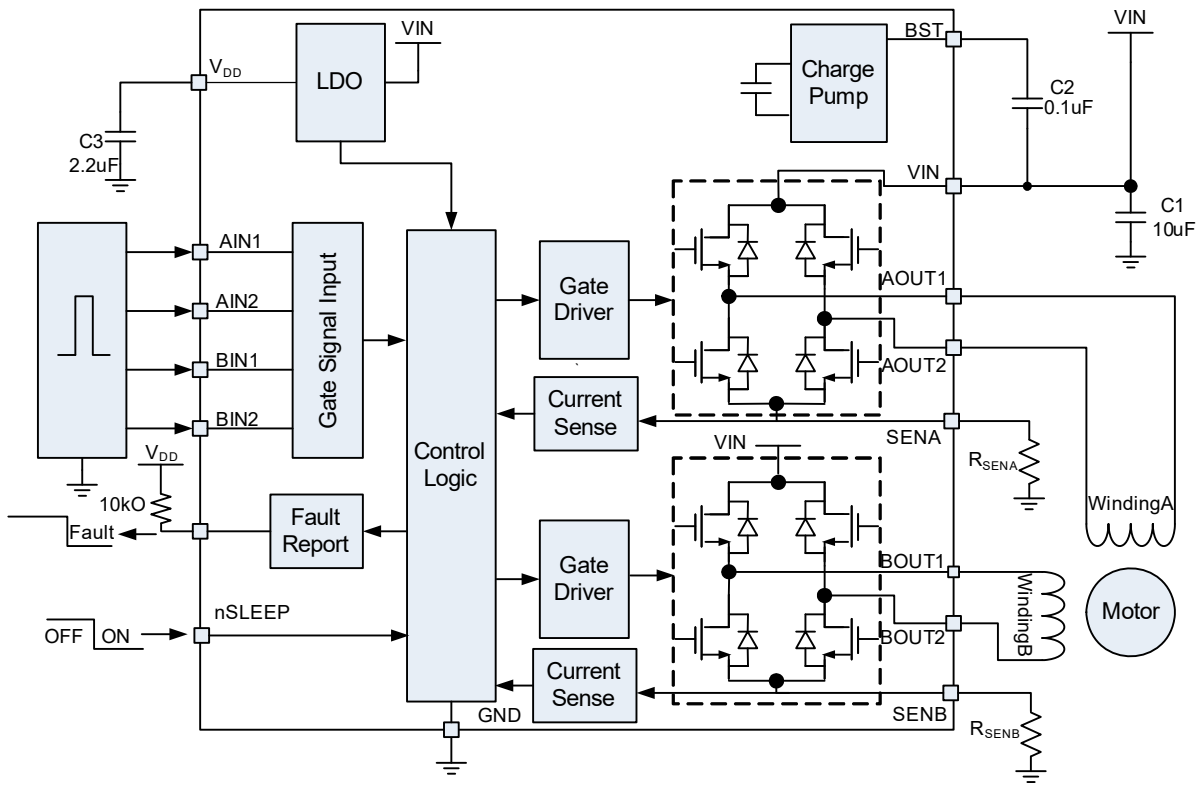 BST
VIN
VIN
VDD
LDO
Charge
Pump
C2
0.1uF
C3
2.2uF
VIN
C1
10uF
AIN1
AIN2
BIN1
BIN2
Gate Signal Input
Gate
Driver
AOUT1
AOUT2
Current
Sense
SENA
RSENA
VIN
Control
Logic
VDD
10kO
Fault
Fault
Report
WindingA
Gate
Driver
BOUT1
BOUT2
WindingB
Motor
nSLEEP
OFF
ON
Current
Sense
GND
SENB
RSENB